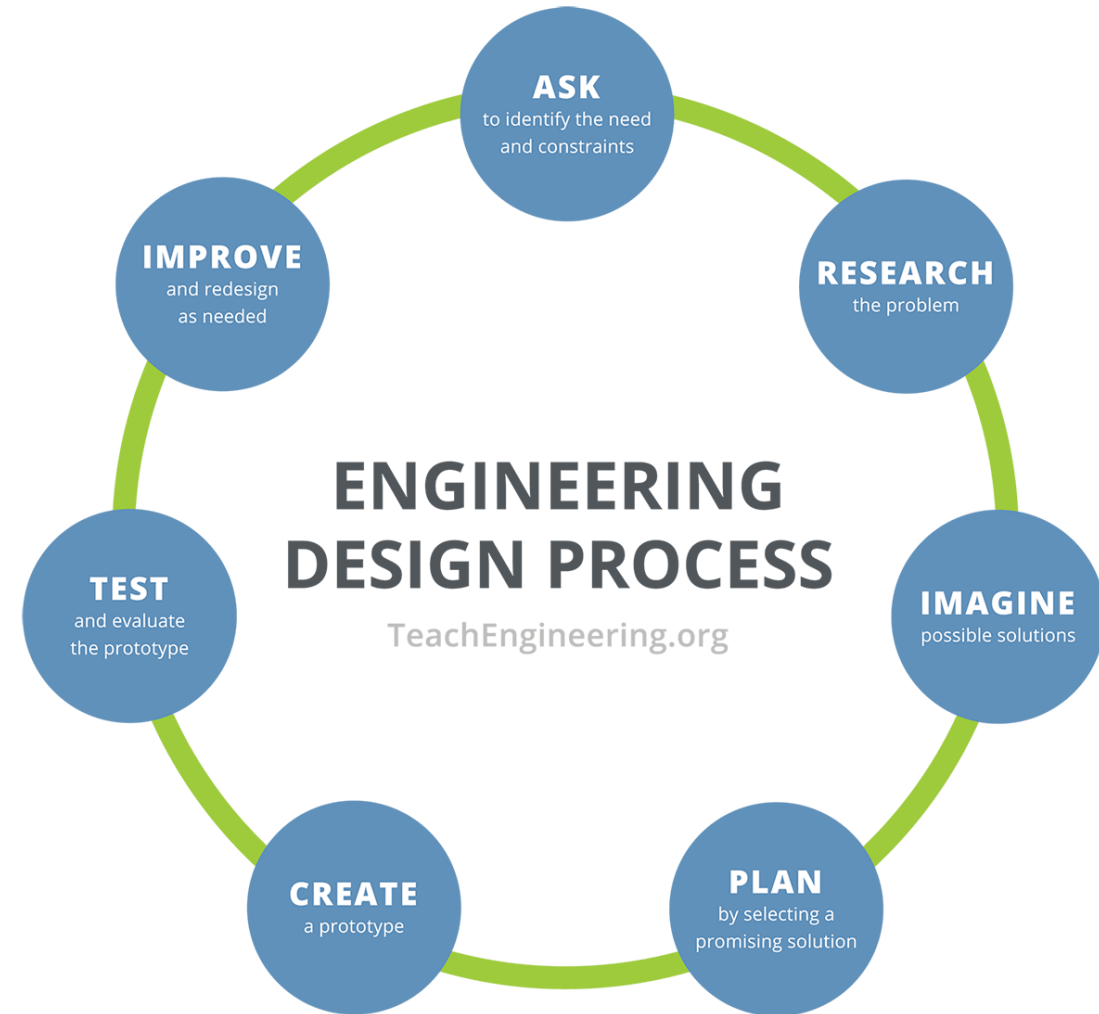 ASK
to identify the need
and constraints
RESEARCH
the problem
IMAGINE
possible solutions
PLAN
by selecting a
promising solution
CREATE
a prototype
TEST
and evaluate
the prototype
IMPROVE
and redesign
as needed
ENGINEERING
DESIGN PROCESS
TeachEngineering.org